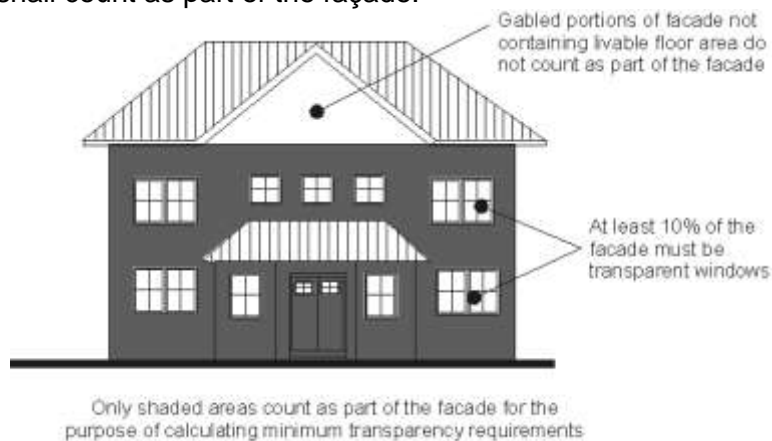 shall count as part of the façade.
Gabled portions of facade not
containing livable floor area do
not count as part of the facade
At least 10% of the
facade must be
transparent windows
Only shaded areas count as part of the facade for the
purpose of calculating minimum transparency requirements